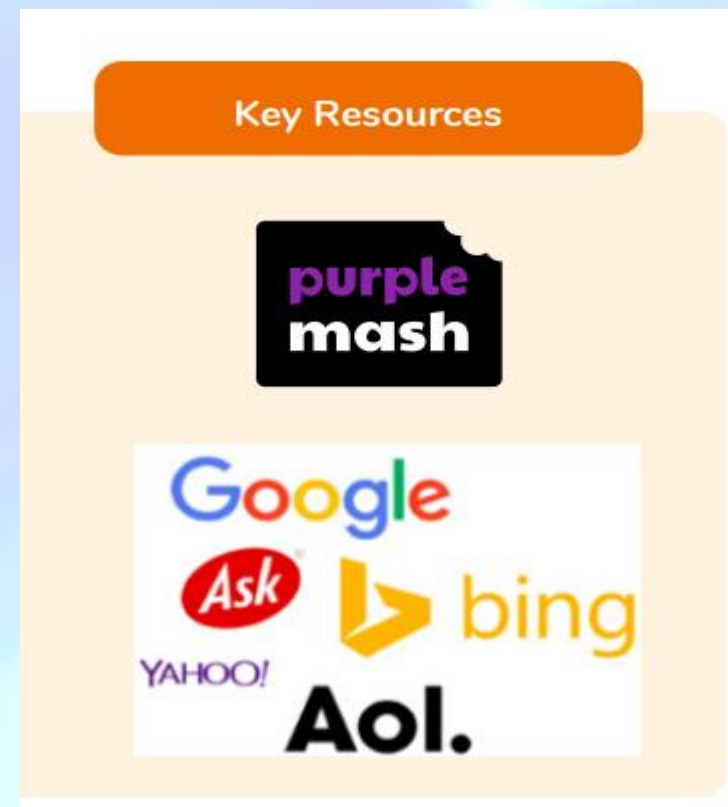 Key Resources
purple
mash
Google
Ask
bing
YAHOO!
Aol.